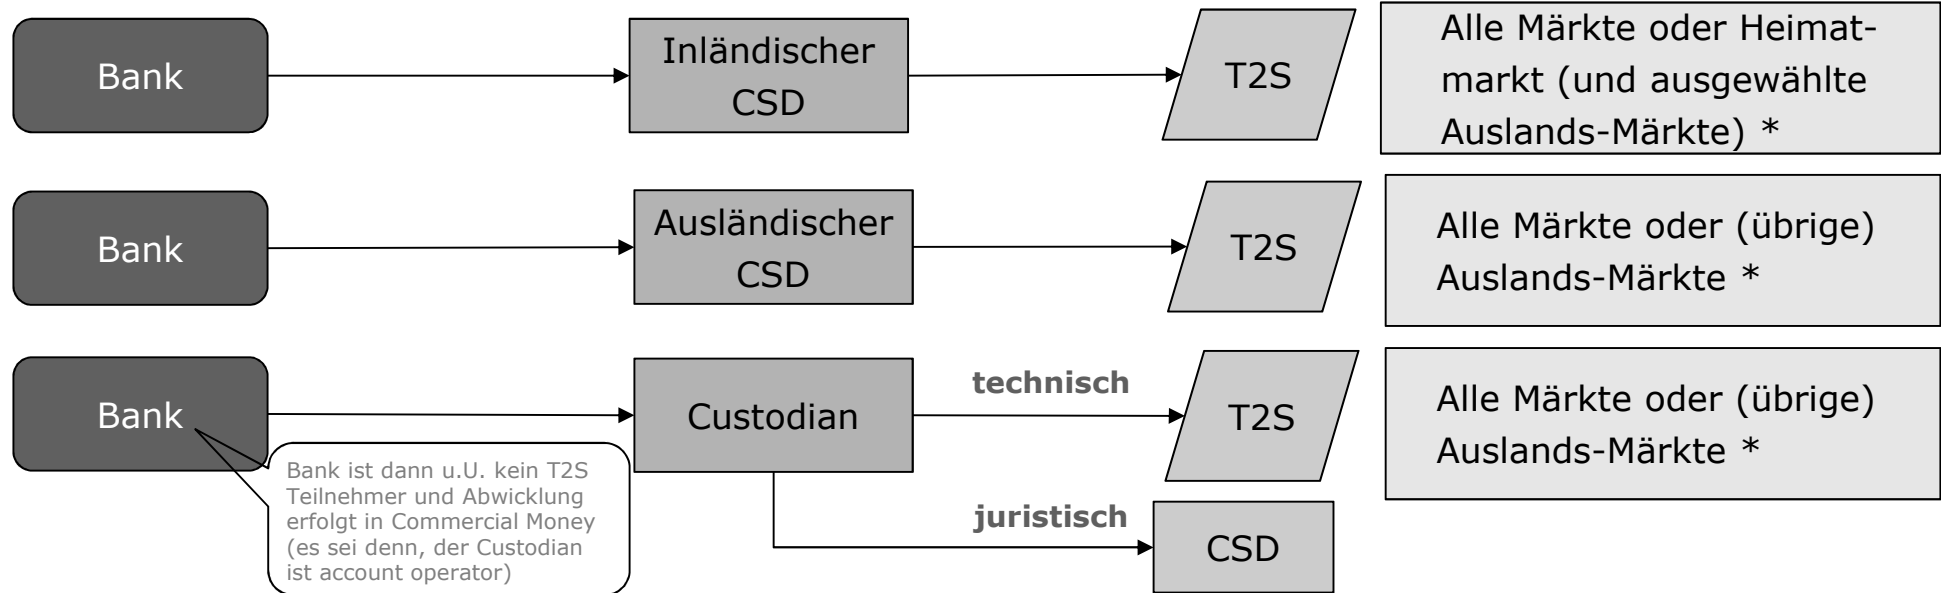 Bank
Inländischer
CSD
T2S
Alle Märkte oder Heimat-
markt (und ausgewählte
Auslands-Märkte) *
Bank
Ausländischer
CSD
T2S
Alle Märkte oder (übrige)
Auslands-Märkte *
Bank
Custodian
technisch
T2S
Alle Märkte oder (übrige)
Auslands-Märkte *
Bank ist dann u.U. kein T2S
Teilnehmer und Abwicklung
erfolgt in Commercial Money
(es sei denn, der Custodian
ist account operator)
juristisch
CSD